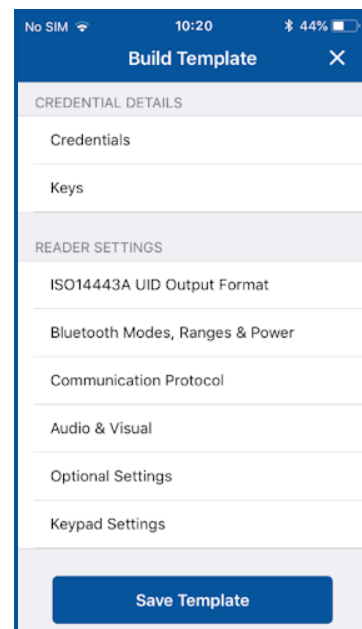 No SIM 10:20 44%
Build Template
CREDENTIAL DETAILS
Credentials
Keys
READER SETTINGS
ISO14443A UID Output Format
Bluetooth Modes, Ranges & Power
Communication Protocol
Audio & Visual
Optional Settings
Keypad Settings
Save Template